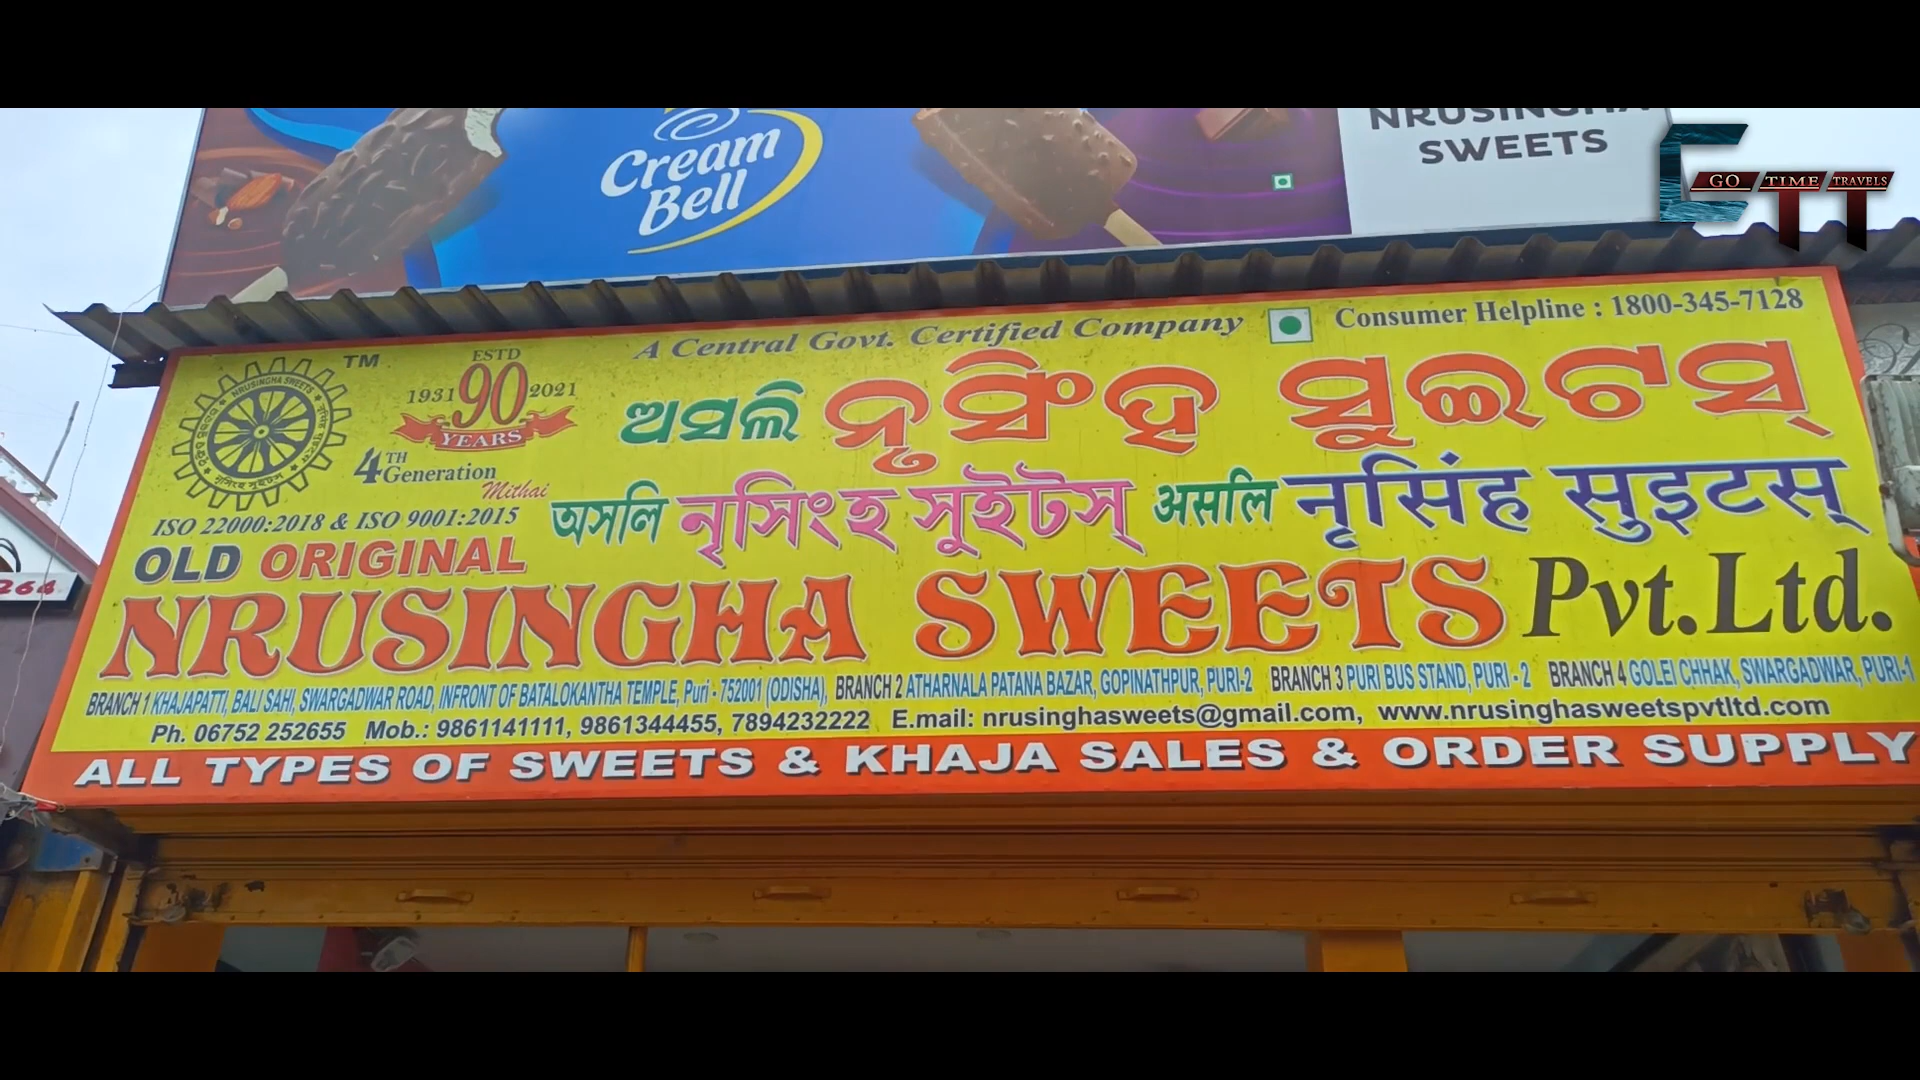 Cream
Bell
NRUSINGHA
SWEETS
GO TIME TRAVELS
A Central Govt. Certified Company
Consumer Helpline : 1800-345-7128
NRUSINGHA SWEETS
TM
ନୃସିଂହ ସୁଇଟସ୍
ESTD
1931 90 2021
YEARS
4TH Generation
Mithai
ISO 22000:2018 & ISO 9001:2015
ଅସଲି ନୃସିଂହ ସୁଇଟସ୍
অসলি নৃসিংহ সুইটস্ असलि नृसिंह सुइटस्
OLD ORIGINAL
NRUSINGHA SWEETS Pvt.Ltd.
BRANCH 1 KHAJAPATTI, BALI SAHI, SWARGADWAR ROAD, INFRONT OF BATALOKANTHA TEMPLE, Puri - 752001 (ODISHA), BRANCH 2 ATHARNALA PATANA BAZAR, GOPINATHPUR, PURI-2 BRANCH 3 PURI BUS STAND, PURI - 2 BRANCH 4 GOLEI CHHAK, SWARGADWAR, PURI-1
Ph. 06752 252655 Mob.: 9861141111, 9861344455, 7894232222 E.mail: nrusinghasweets@gmail.com, www.nrusinghasweetspvtltd.com
ALL TYPES OF SWEETS & KHAJA SALES & ORDER SUPPLY
264